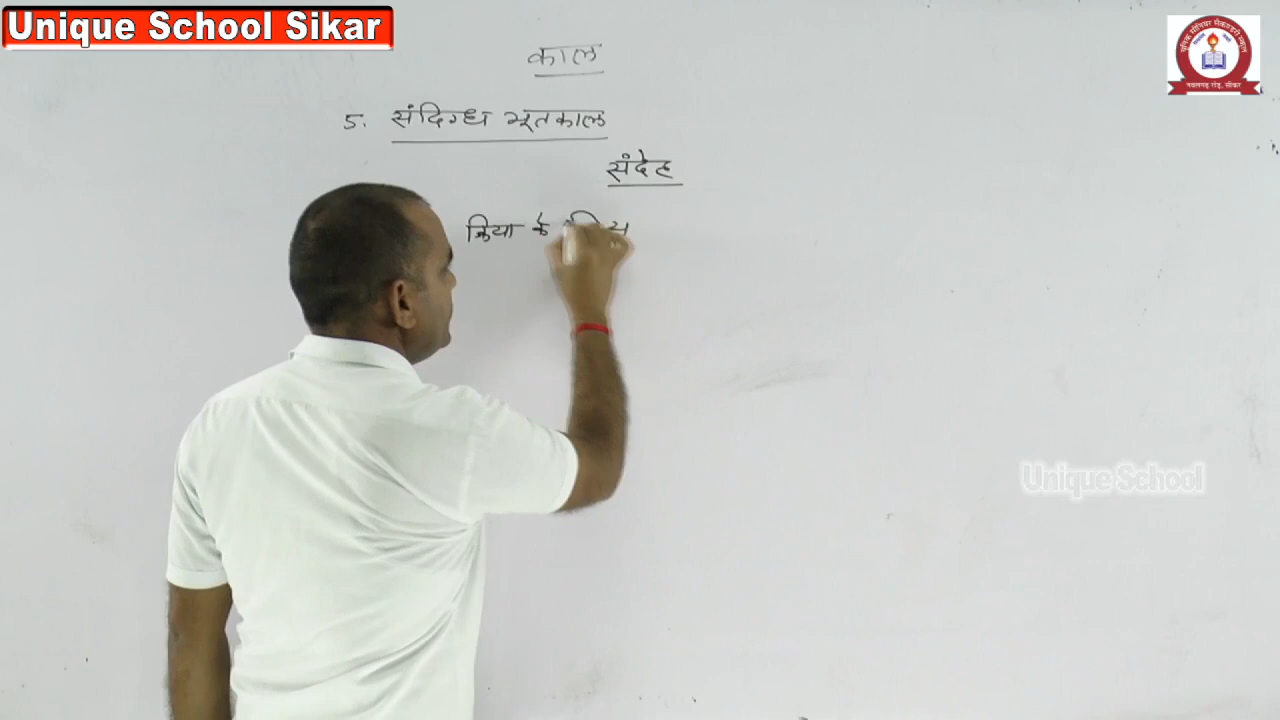 Unique School Sikar
काल
5. संदिग्ध भूतकाल
संदेह
क्रिया के
Unique School